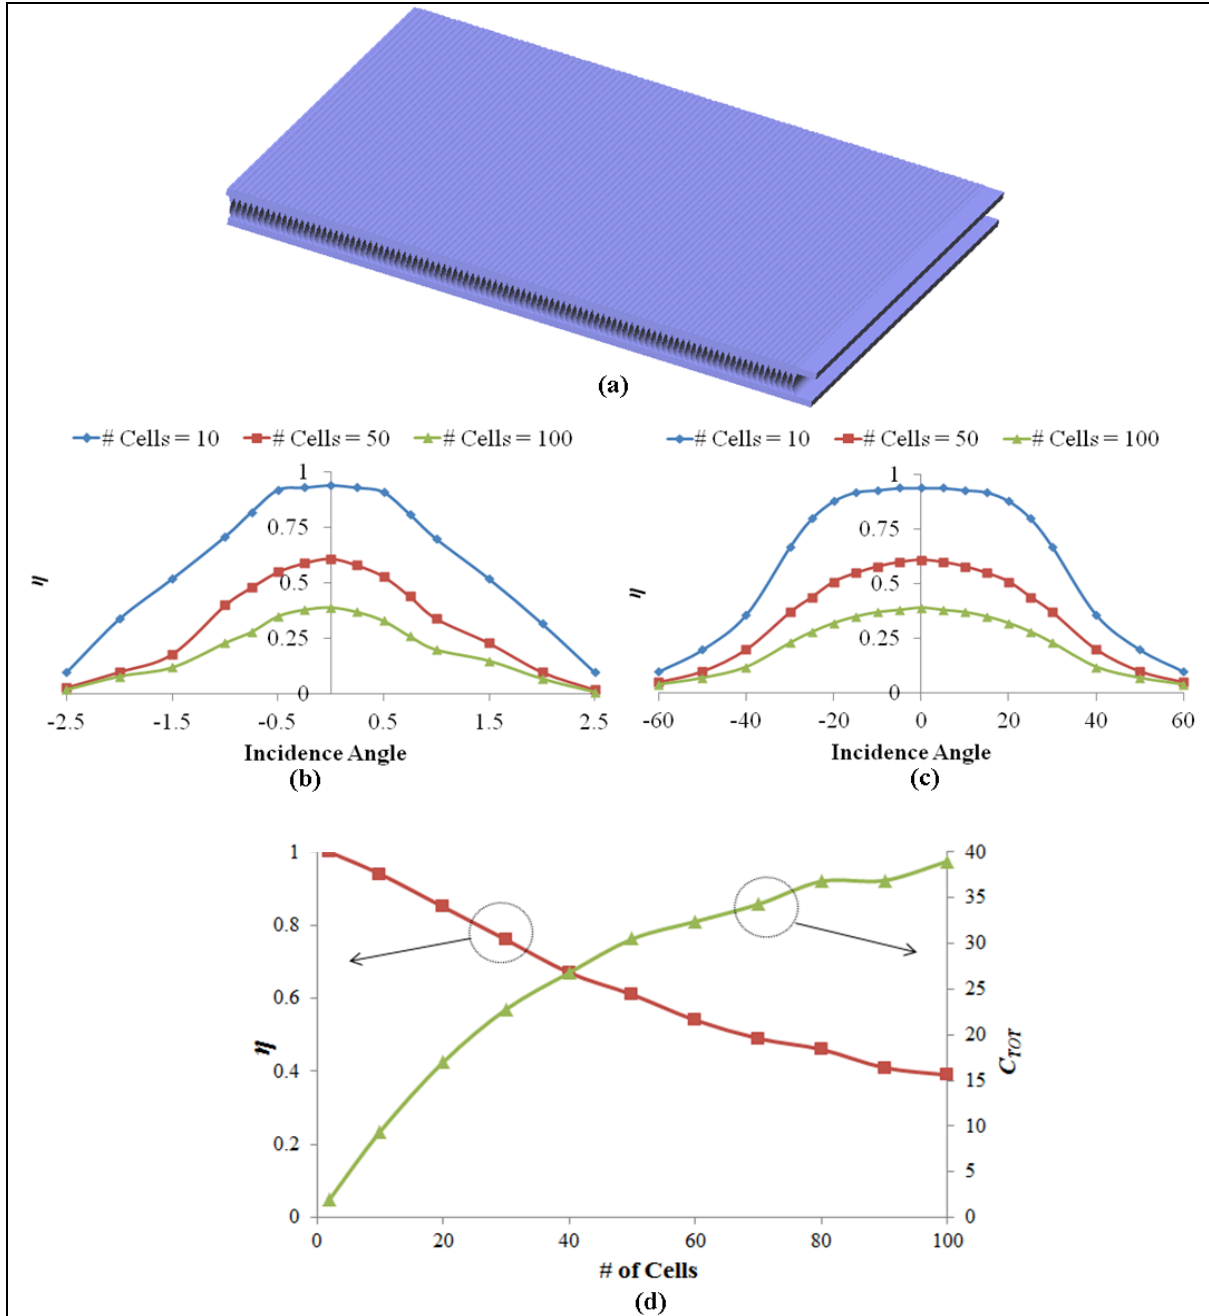 (a)
# Cells = 10 # Cells = 50 # Cells = 100
1
0.75
0.5
0.25
0
η
-2.5 -1.5 -0.5 0.5 1.5 2.5
Incidence Angle
(b)
# Cells = 10 # Cells = 50 # Cells = 100
1
0.75
0.5
0.25
0
η
-60 -40 -20 0 20 40 60
Incidence Angle
(c)
1
0.8
0.6
0.4
0.2
0
η
40
35
30
25
20
15
10
5
0
C_TOT
0 20 40 60 80 100
# of Cells
(d)